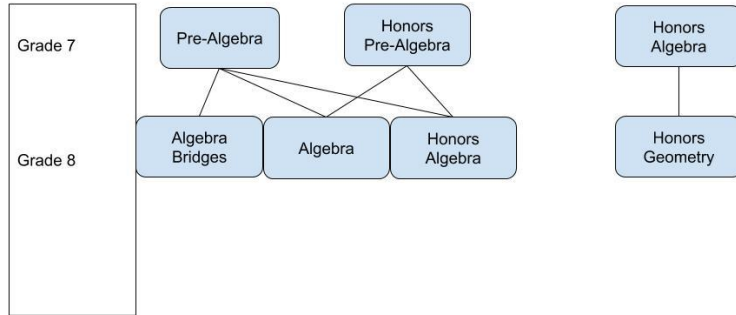 Grade 7
Pre-Algebra
Honors
Pre-Algebra
Honors
Algebra
Grade 8
Algebra
Bridges
Algebra
Honors
Algebra
Honors
Geometry